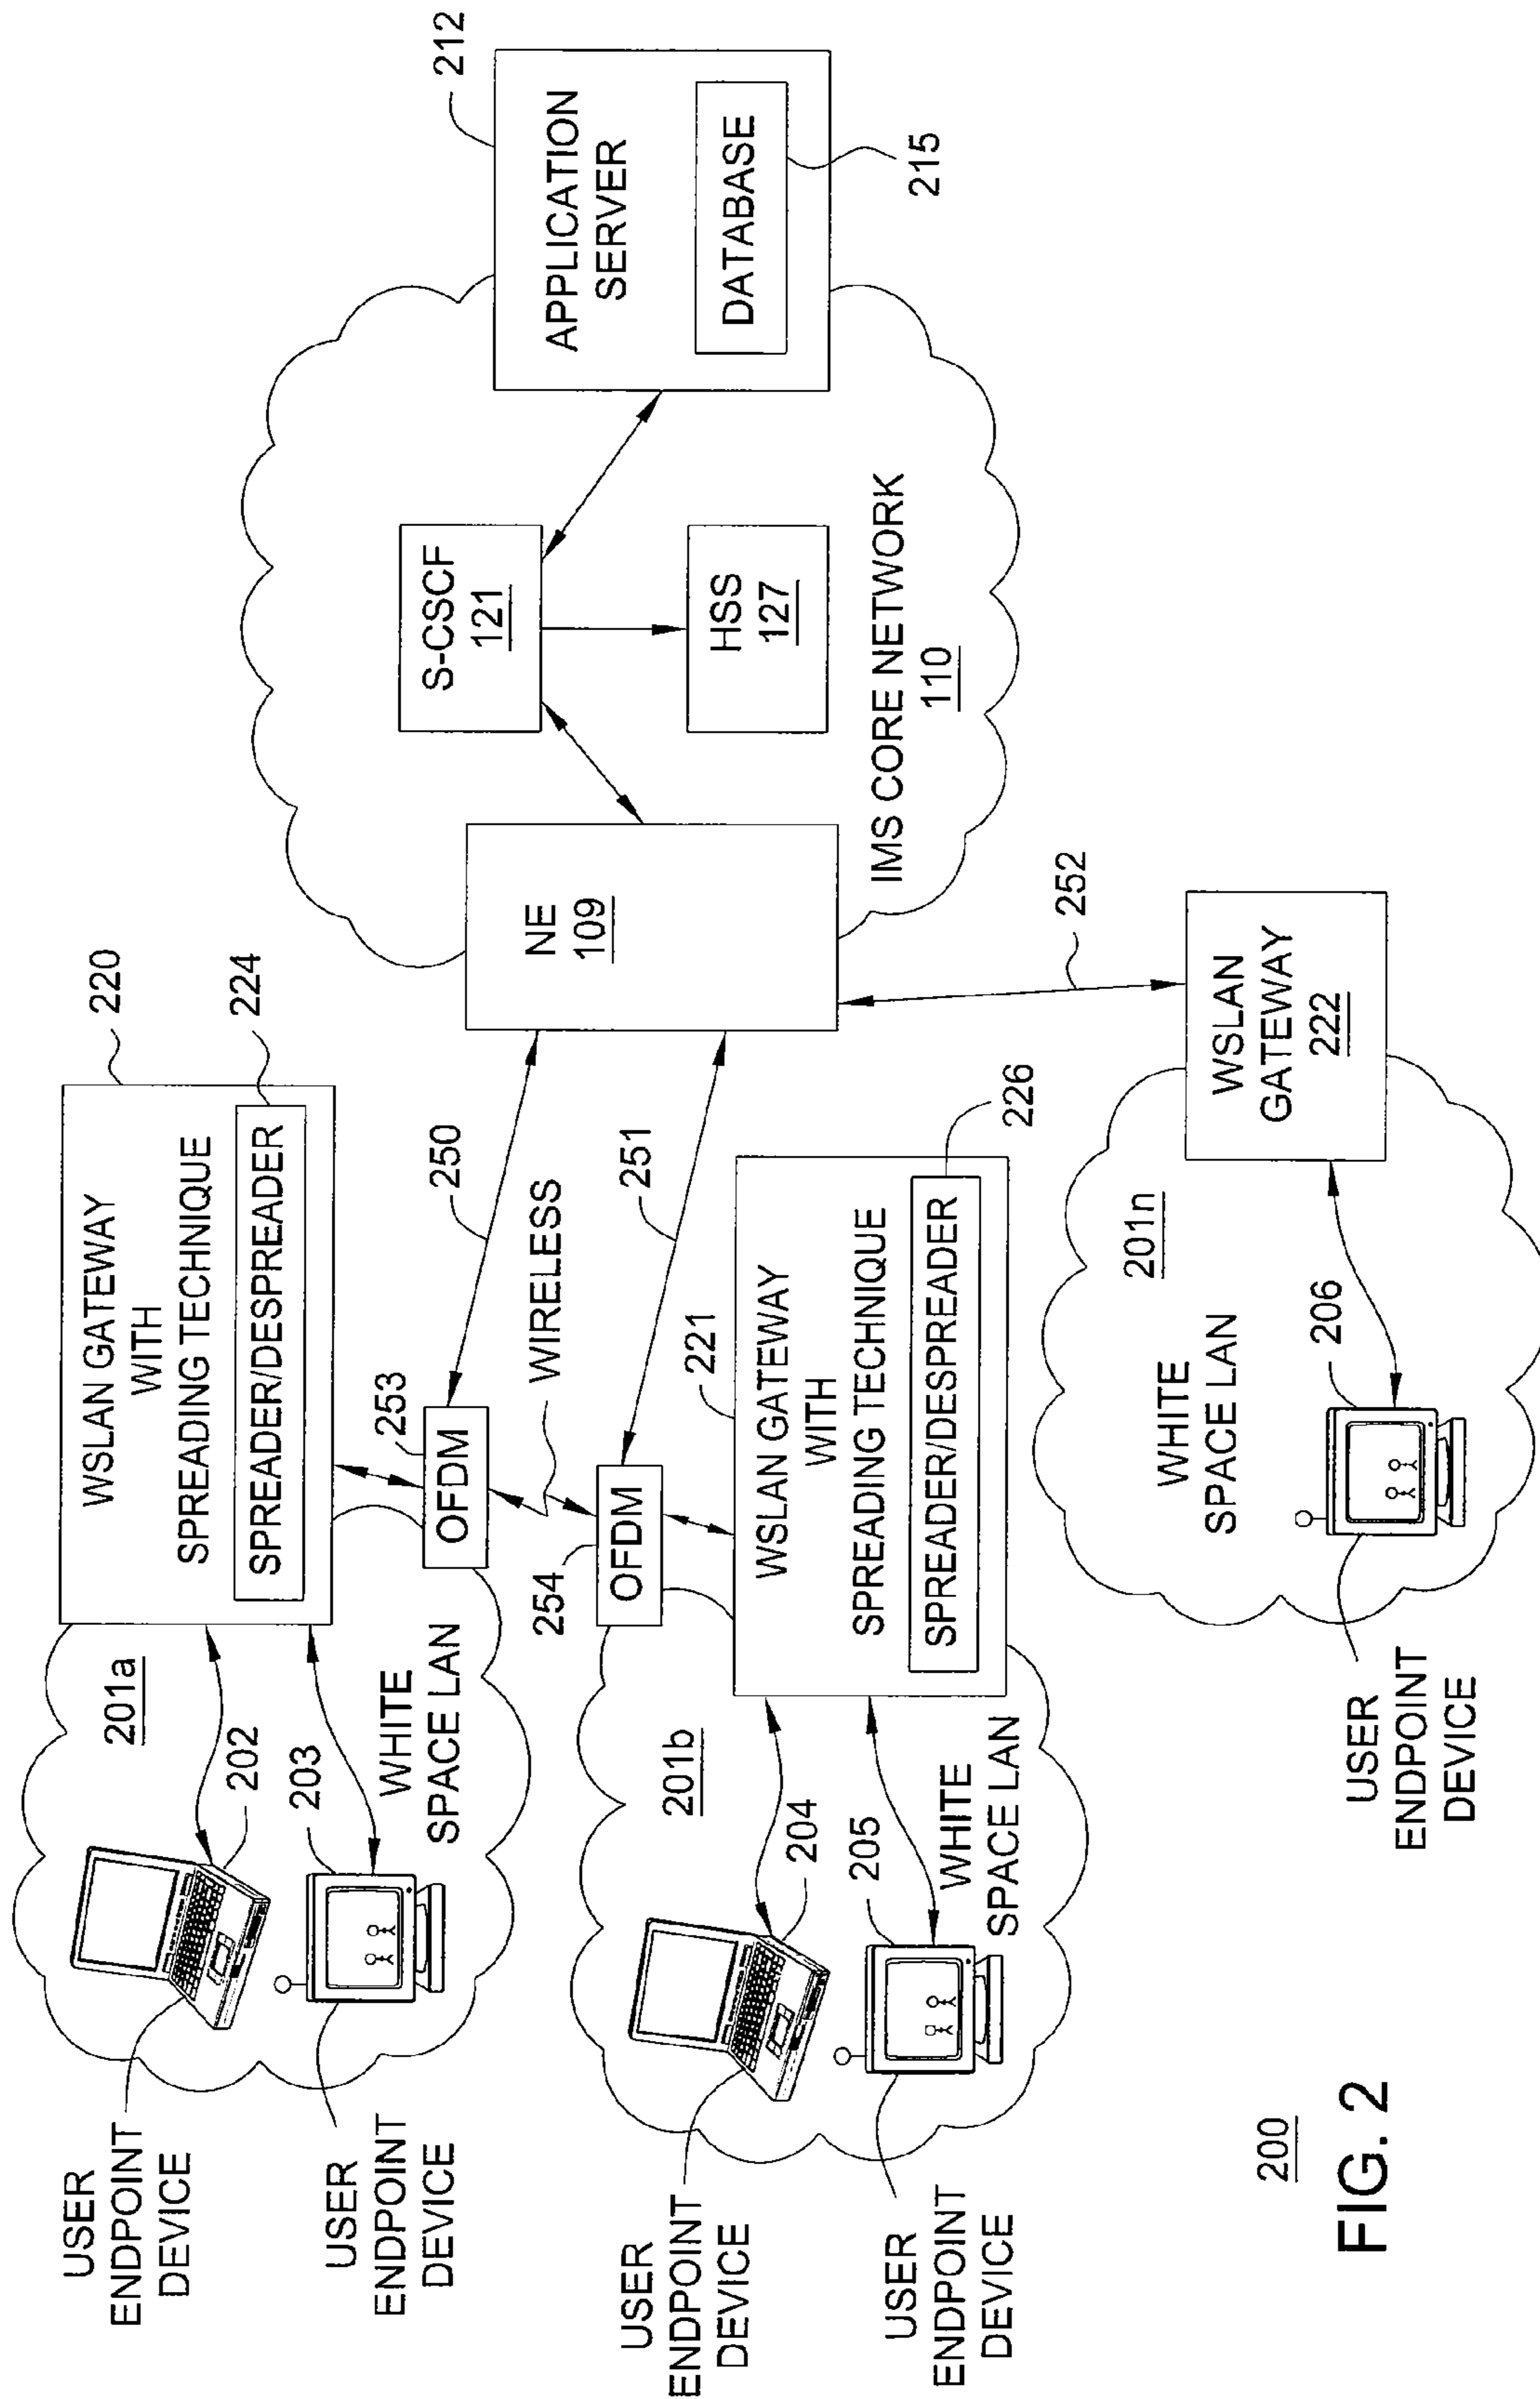 USER
ENDPOINT
DEVICE
202
201a
WSLAN GATEWAY
WITH
SPREADING TECHNIQUE
SPREADER/DESPREADER
220
224
USER
ENDPOINT
DEVICE
203
WHITE
SPACE LAN
OFDM
253
250
WIRELESS
254
OFDM
251
USER
ENDPOINT
DEVICE
204
201b
221
WSLAN GATEWAY
WITH
SPREADING TECHNIQUE
SPREADER/DESPREADER
226
USER
ENDPOINT
DEVICE
205
WHITE
SPACE LAN
NE
109
S-CSCF
121
HSS
127
IMS CORE NETWORK
110
APPLICATION
SERVER
DATABASE
212
215
252
WSLAN
GATEWAY
222
201n
WHITE
SPACE LAN
206
USER
ENDPOINT
DEVICE
200
FIG. 2